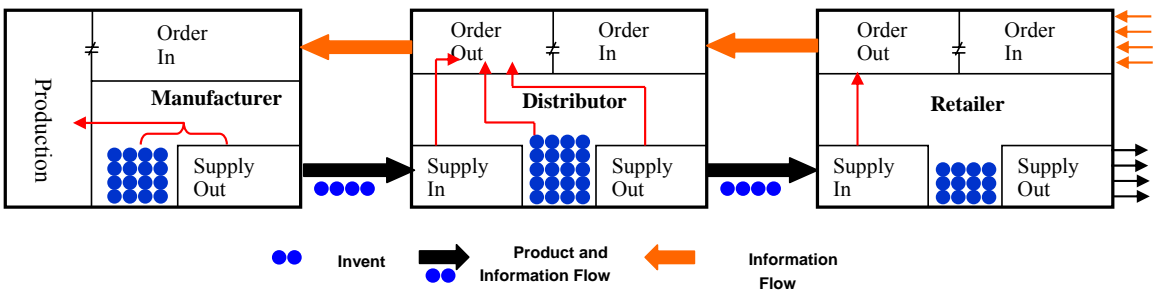 Production
≠
Order
In
Manufacturer
Supply
Out
Order
Out
≠
Order
In
Distributor
Supply
In
Supply
Out
Order
Out
≠
Order
In
Retailer
Supply
In
Supply
Out
Invent
Product and
Information Flow
Information
Flow